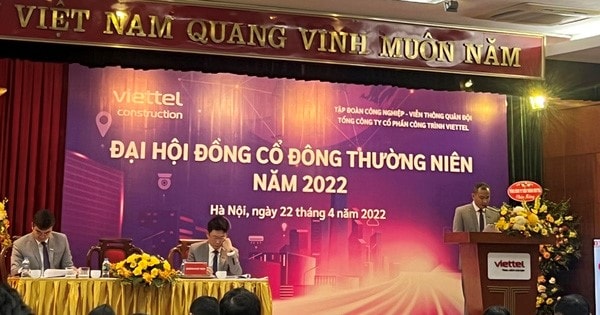 VIỆT NAM QUANG VINH MUÔN NĂM
viettel
construction
TẬP ĐOÀN CÔNG NGHIỆP - VIỄN THÔNG QUÂN ĐỘI
TỔNG CÔNG TY CỔ PHẦN CÔNG TRÌNH VIETTEL
ĐẠI HỘI ĐỒNG CỔ ĐÔNG THƯỜNG NIÊN
NĂM 2022
Hà Nội, ngày 22 tháng 4 năm 2022
viettel